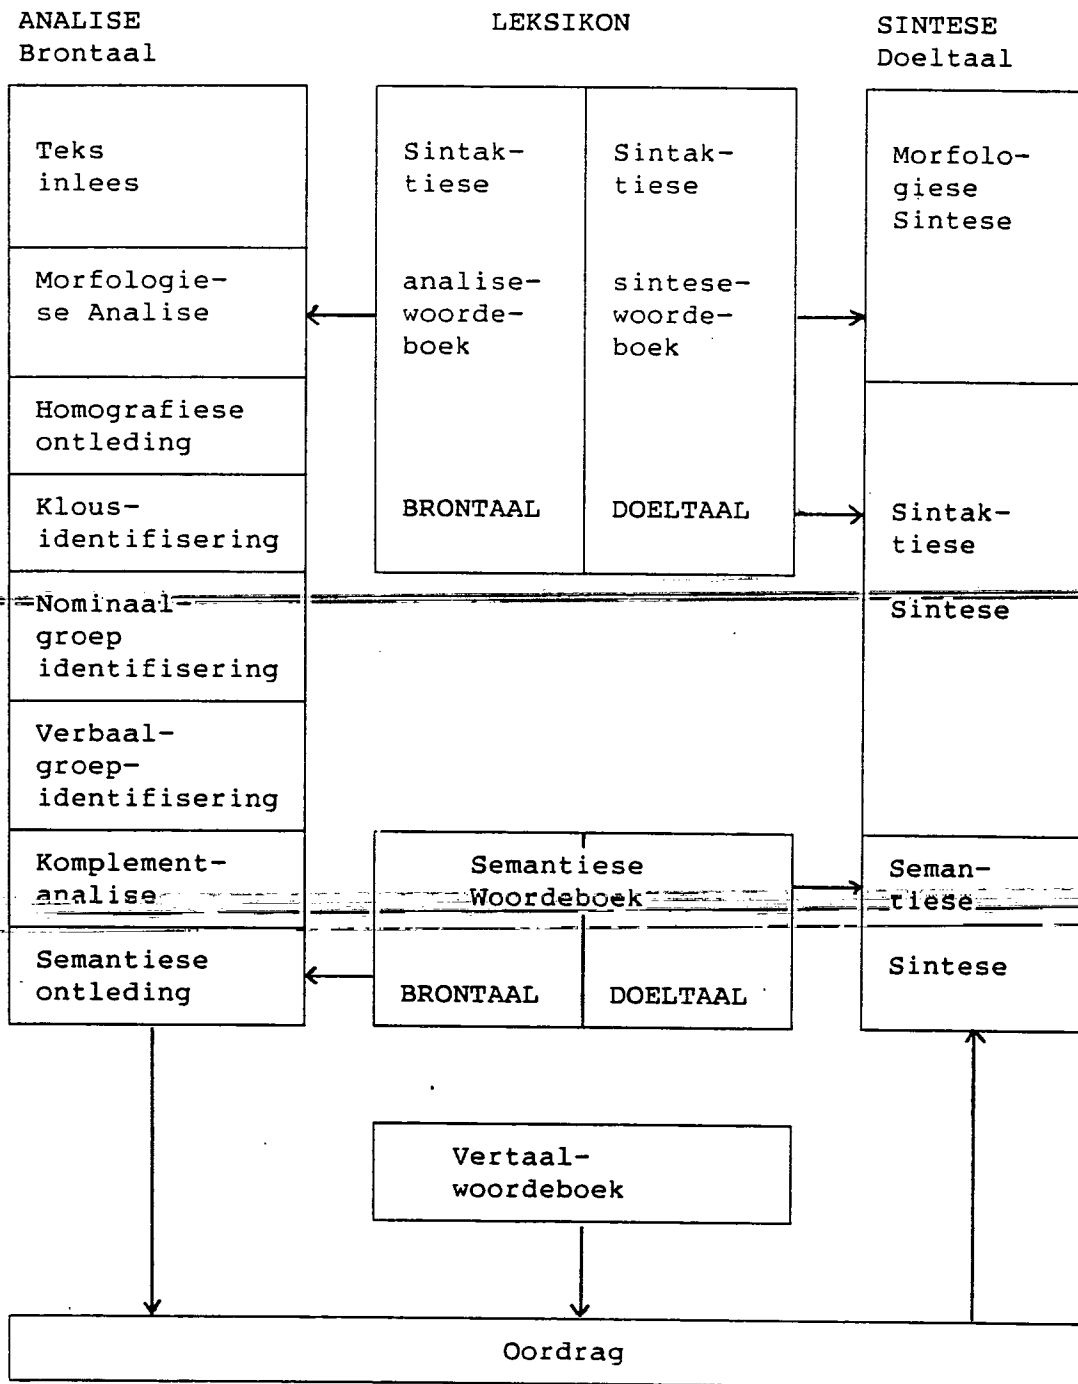 ANALISE
Brontaal
Teks
inlees
Morfologie-
se Analise
Homografiese
ontleding
Klous-
identifisering
Nominaal-
groep
identifisering
Verbaal-
groep-
identifisering
Komplement-
analise
Semantiese
ontleding
LEKSIKON
Sintak-
tiese
analise-
woorde-
boek
BRONTAAL
Sintak-
tiese
sintese-
woorde-
boek
DOELTAAL
Semantiese
Woordeboek
BRONTAAL
DOELTAAL
Vertaal-
woordeboek
SINTESE
Doeltaal
Morfolo-
giese
Sintese
Sintak-
tiese
Sintese
Seman-
tiese
Sintese
Oordrag